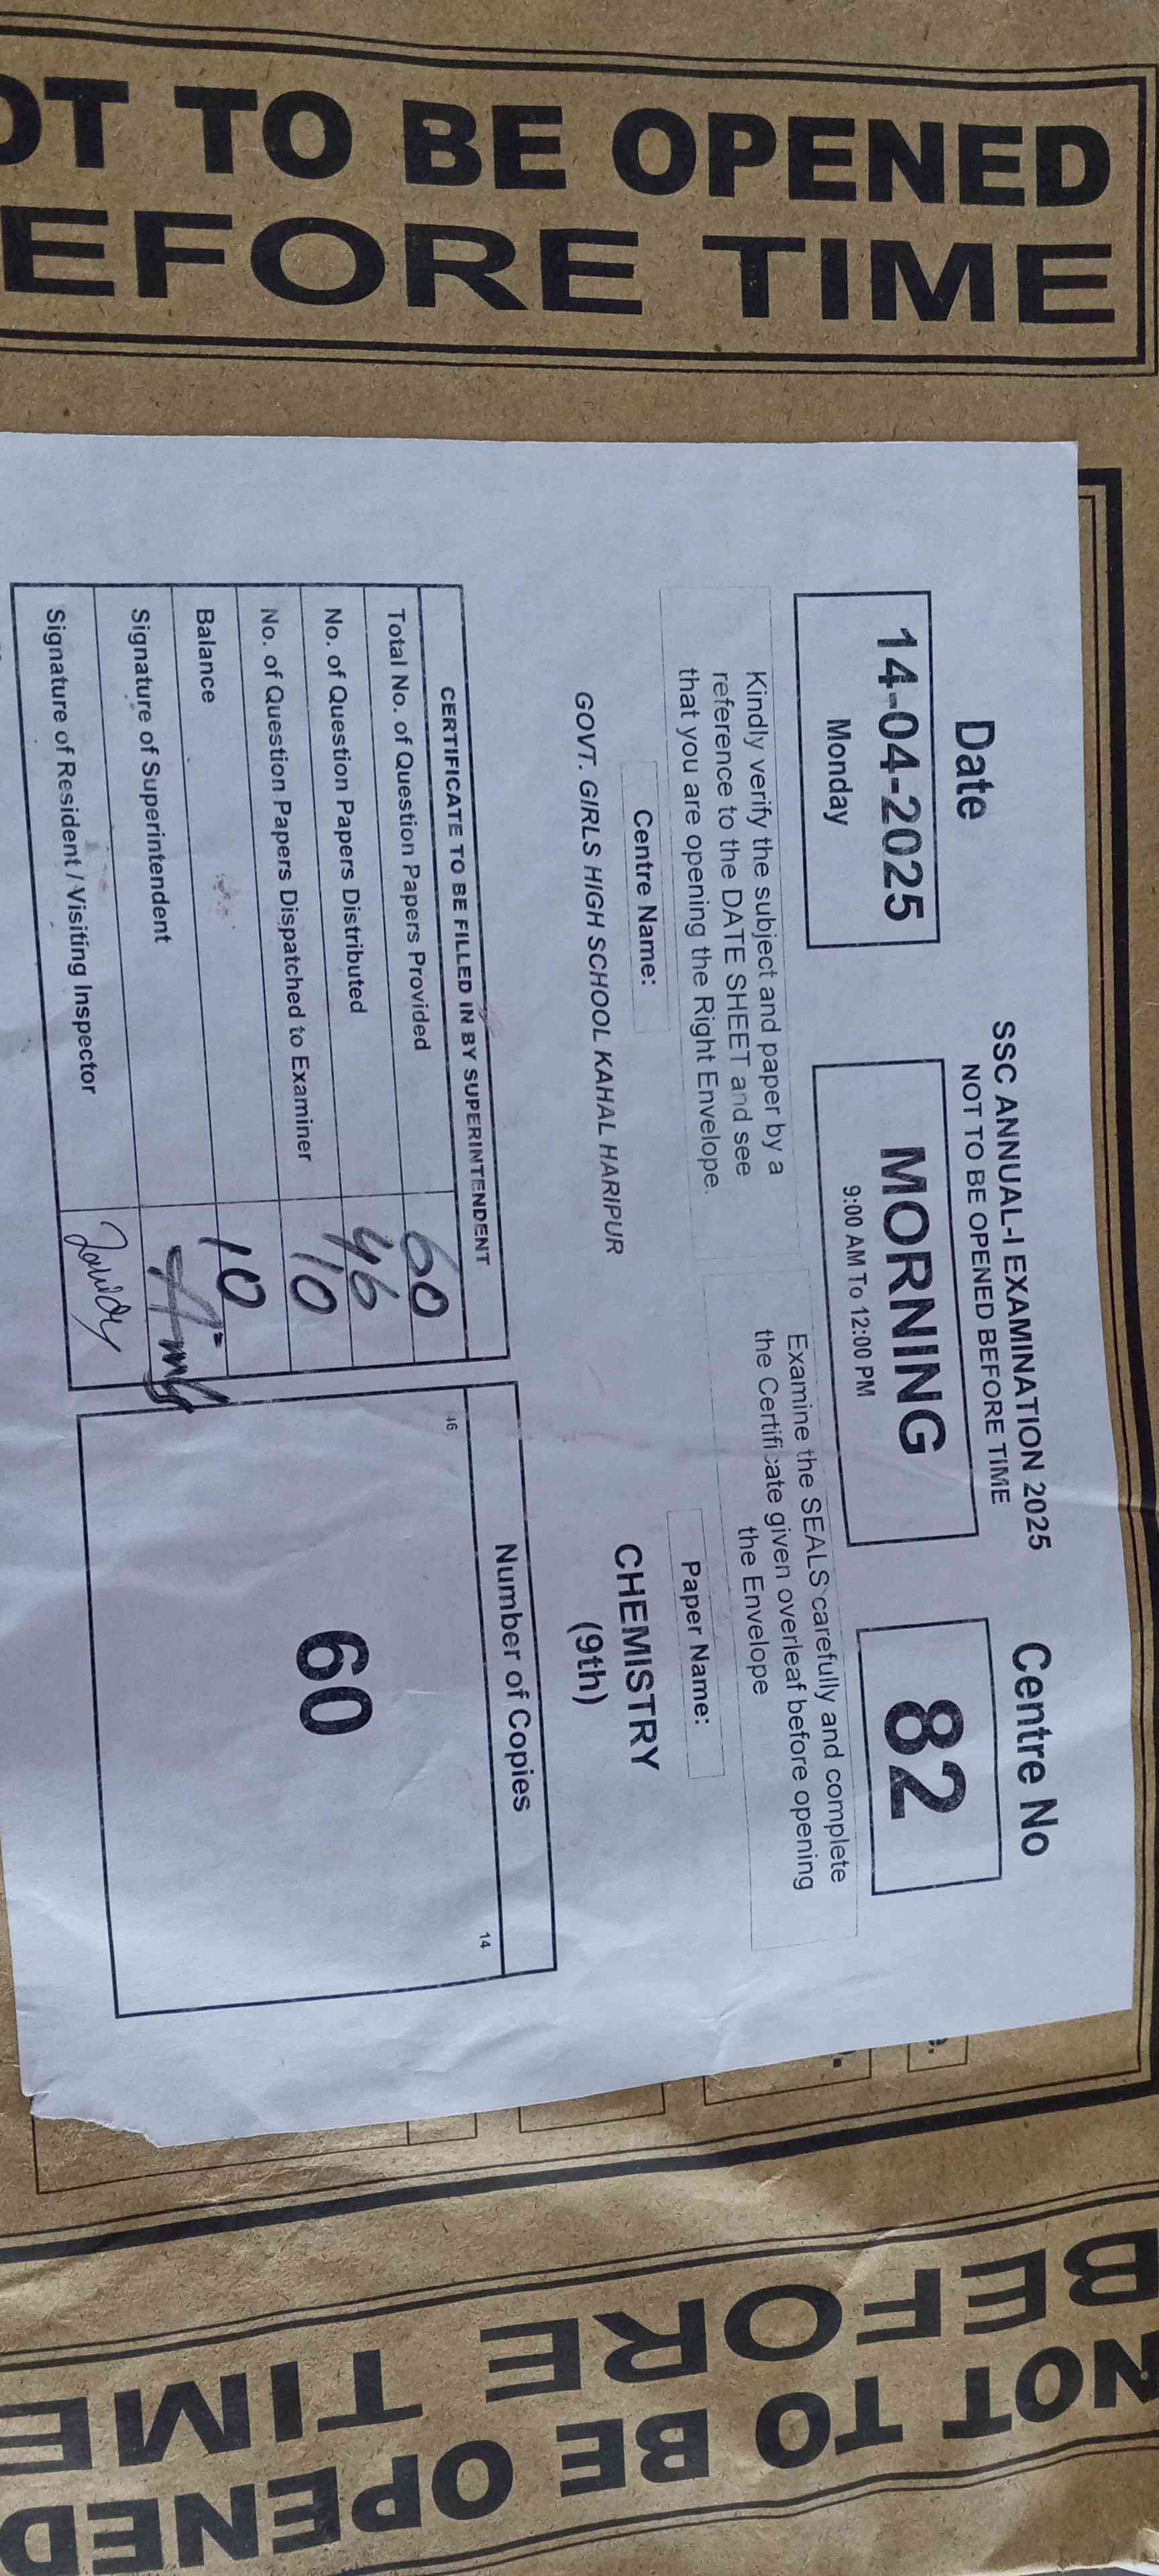 OT TO BE OPENED
EFORE TIME
SSC ANNUAL-I EXAMINATION 2025
NOT TO BE OPENED BEFORE TIME
Date
14-04-2025
Monday
MORNING
9:00 AM To 12:00 PM
Centre No
82
Kindly verify the subject and paper by a
reference to the DATE SHEET and see
that you are opening the Right Envelope.
Examine the SEALS carefully and complete
the Certificate given overleaf before opening
the Envelope
Centre Name:
GOVT. GIRLS HIGH SCHOOL KAHAL HARIPUR
Paper Name:
CHEMISTRY
(9th)
CERTIFICATE TO BE FILLED IN BY SUPERINTENDENT
Total No. of Question Papers Provided 60
No. of Question Papers Distributed 46
No. of Question Papers Dispatched to Examiner 10
Balance 10
Signature of Superintendent
Signature of Resident / Visiting Inspector
Number of Copies
46 14
60
NOT TO BE OPENED
BEFORE TIME